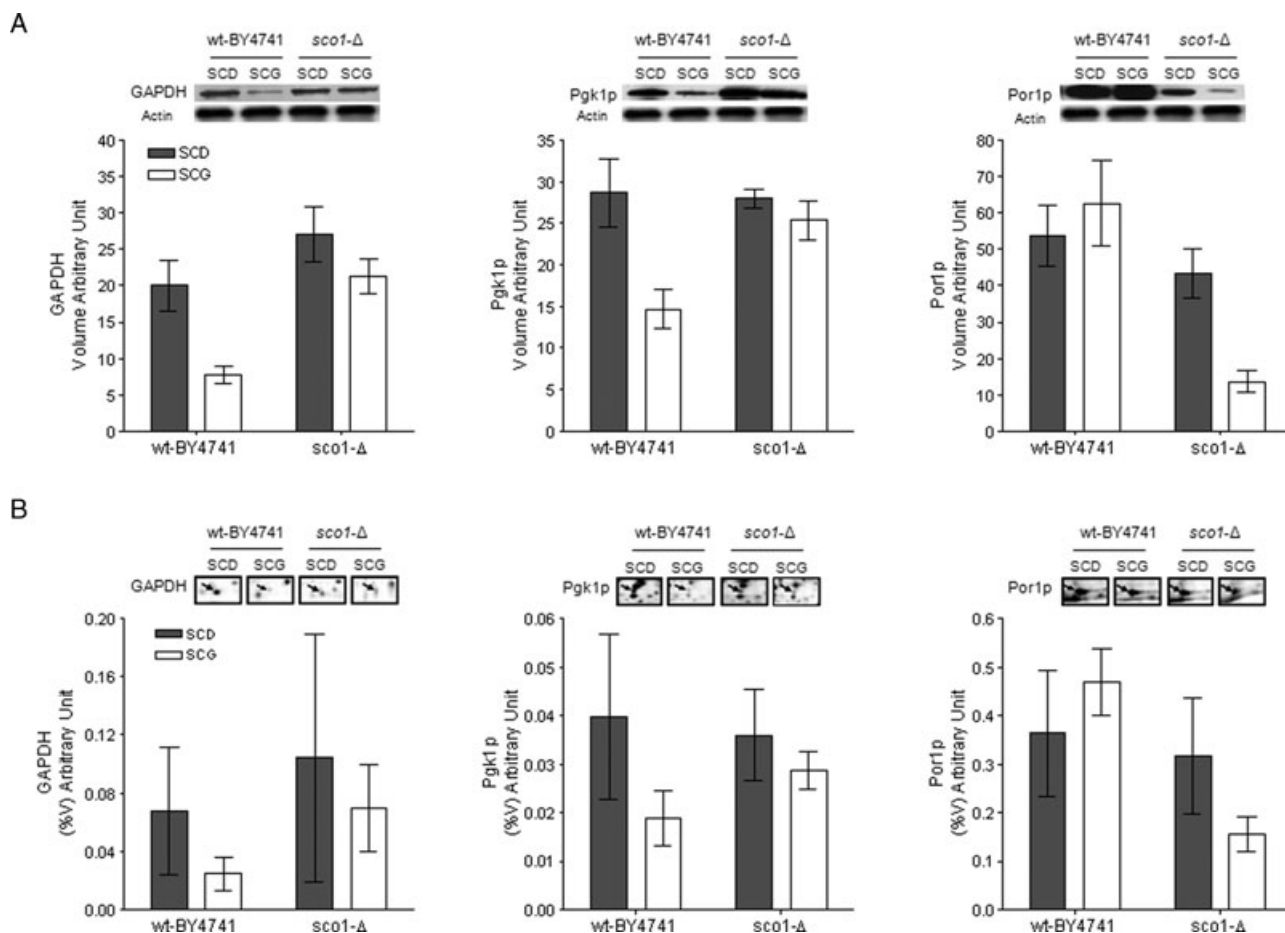 A
wt-BY4741 sco1-Δ
SCD SCG SCD SCG
GAPDH
Actin
40
35
30
25
20
15
10
5
0
GAPDH
Volume Arbitrary Unit
SCD
SCG
wt-BY4741 sco1-Δ
wt-BY4741 sco1-Δ
SCD SCG SCD SCG
Pgk1p
Actin
35
30
25
20
15
10
5
0
Pgk1p
Volume Arbitrary Unit
wt-BY4741 sco1-Δ
wt-BY4741 sco1-Δ
SCD SCG SCD SCG
Por1p
Actin
80
70
60
50
40
30
20
10
0
Por1p
Volume Arbitrary Unit
wt-BY4741 sco1-Δ
B
wt-BY4741 sco1-Δ
SCD SCG SCD SCG
GAPDH
0.20
0.16
0.12
0.08
0.04
0.00
GAPDH
(%V) Arbitrary Unit
SCD
SCG
wt-BY4741 sco1-Δ
wt-BY4741 sco1-Δ
SCD SCG SCD SCG
Pgk1p
0.06
0.05
0.04
0.03
0.02
0.01
0.00
Pgk1p
(%V) Arbitrary Unit
wt-BY4741 sco1-Δ
wt-BY4741 sco1-Δ
SCD SCG SCD SCG
Por1p
0.6
0.5
0.4
0.3
0.2
0.1
0.0
Por1p
(%V) Arbitrary Unit
wt-BY4741 sco1-Δ